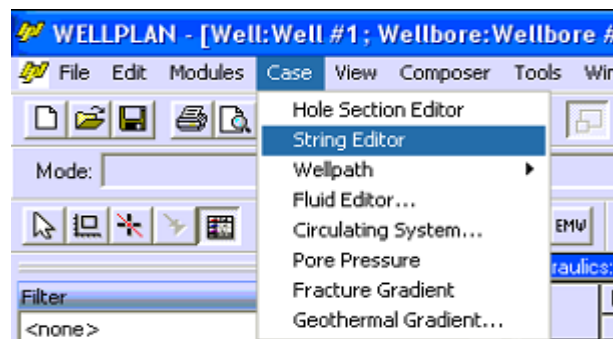 WELLPLAN - [Well:Well #1; Wellbore:Wellbore #
File Edit Modules Case View Composer Tools
Hole Section Editor
String Editor
Mode:
Wellpath
Fluid Editor...
Circulating System...
EMW
Pore Pressure
Filter
Fracture Gradient
<none>
Geothermal Gradient...